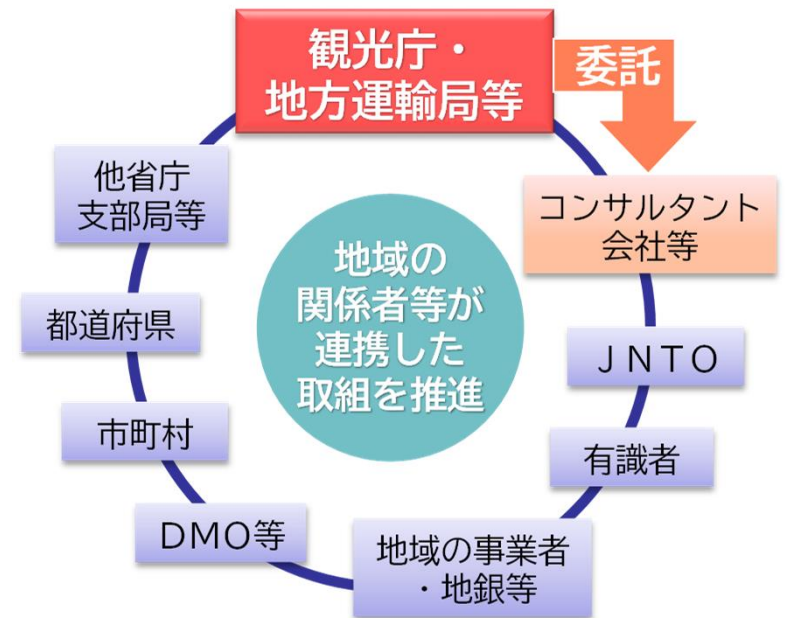 観光庁・
地方運輸局等
委託
コンサルタント
会社等
ＪＮＴＯ
有識者
地域の事業者
・地銀等
ＤＭＯ等
市町村
都道府県
他省庁
支部局等
地域の
関係者等が
連携した
取組を推進